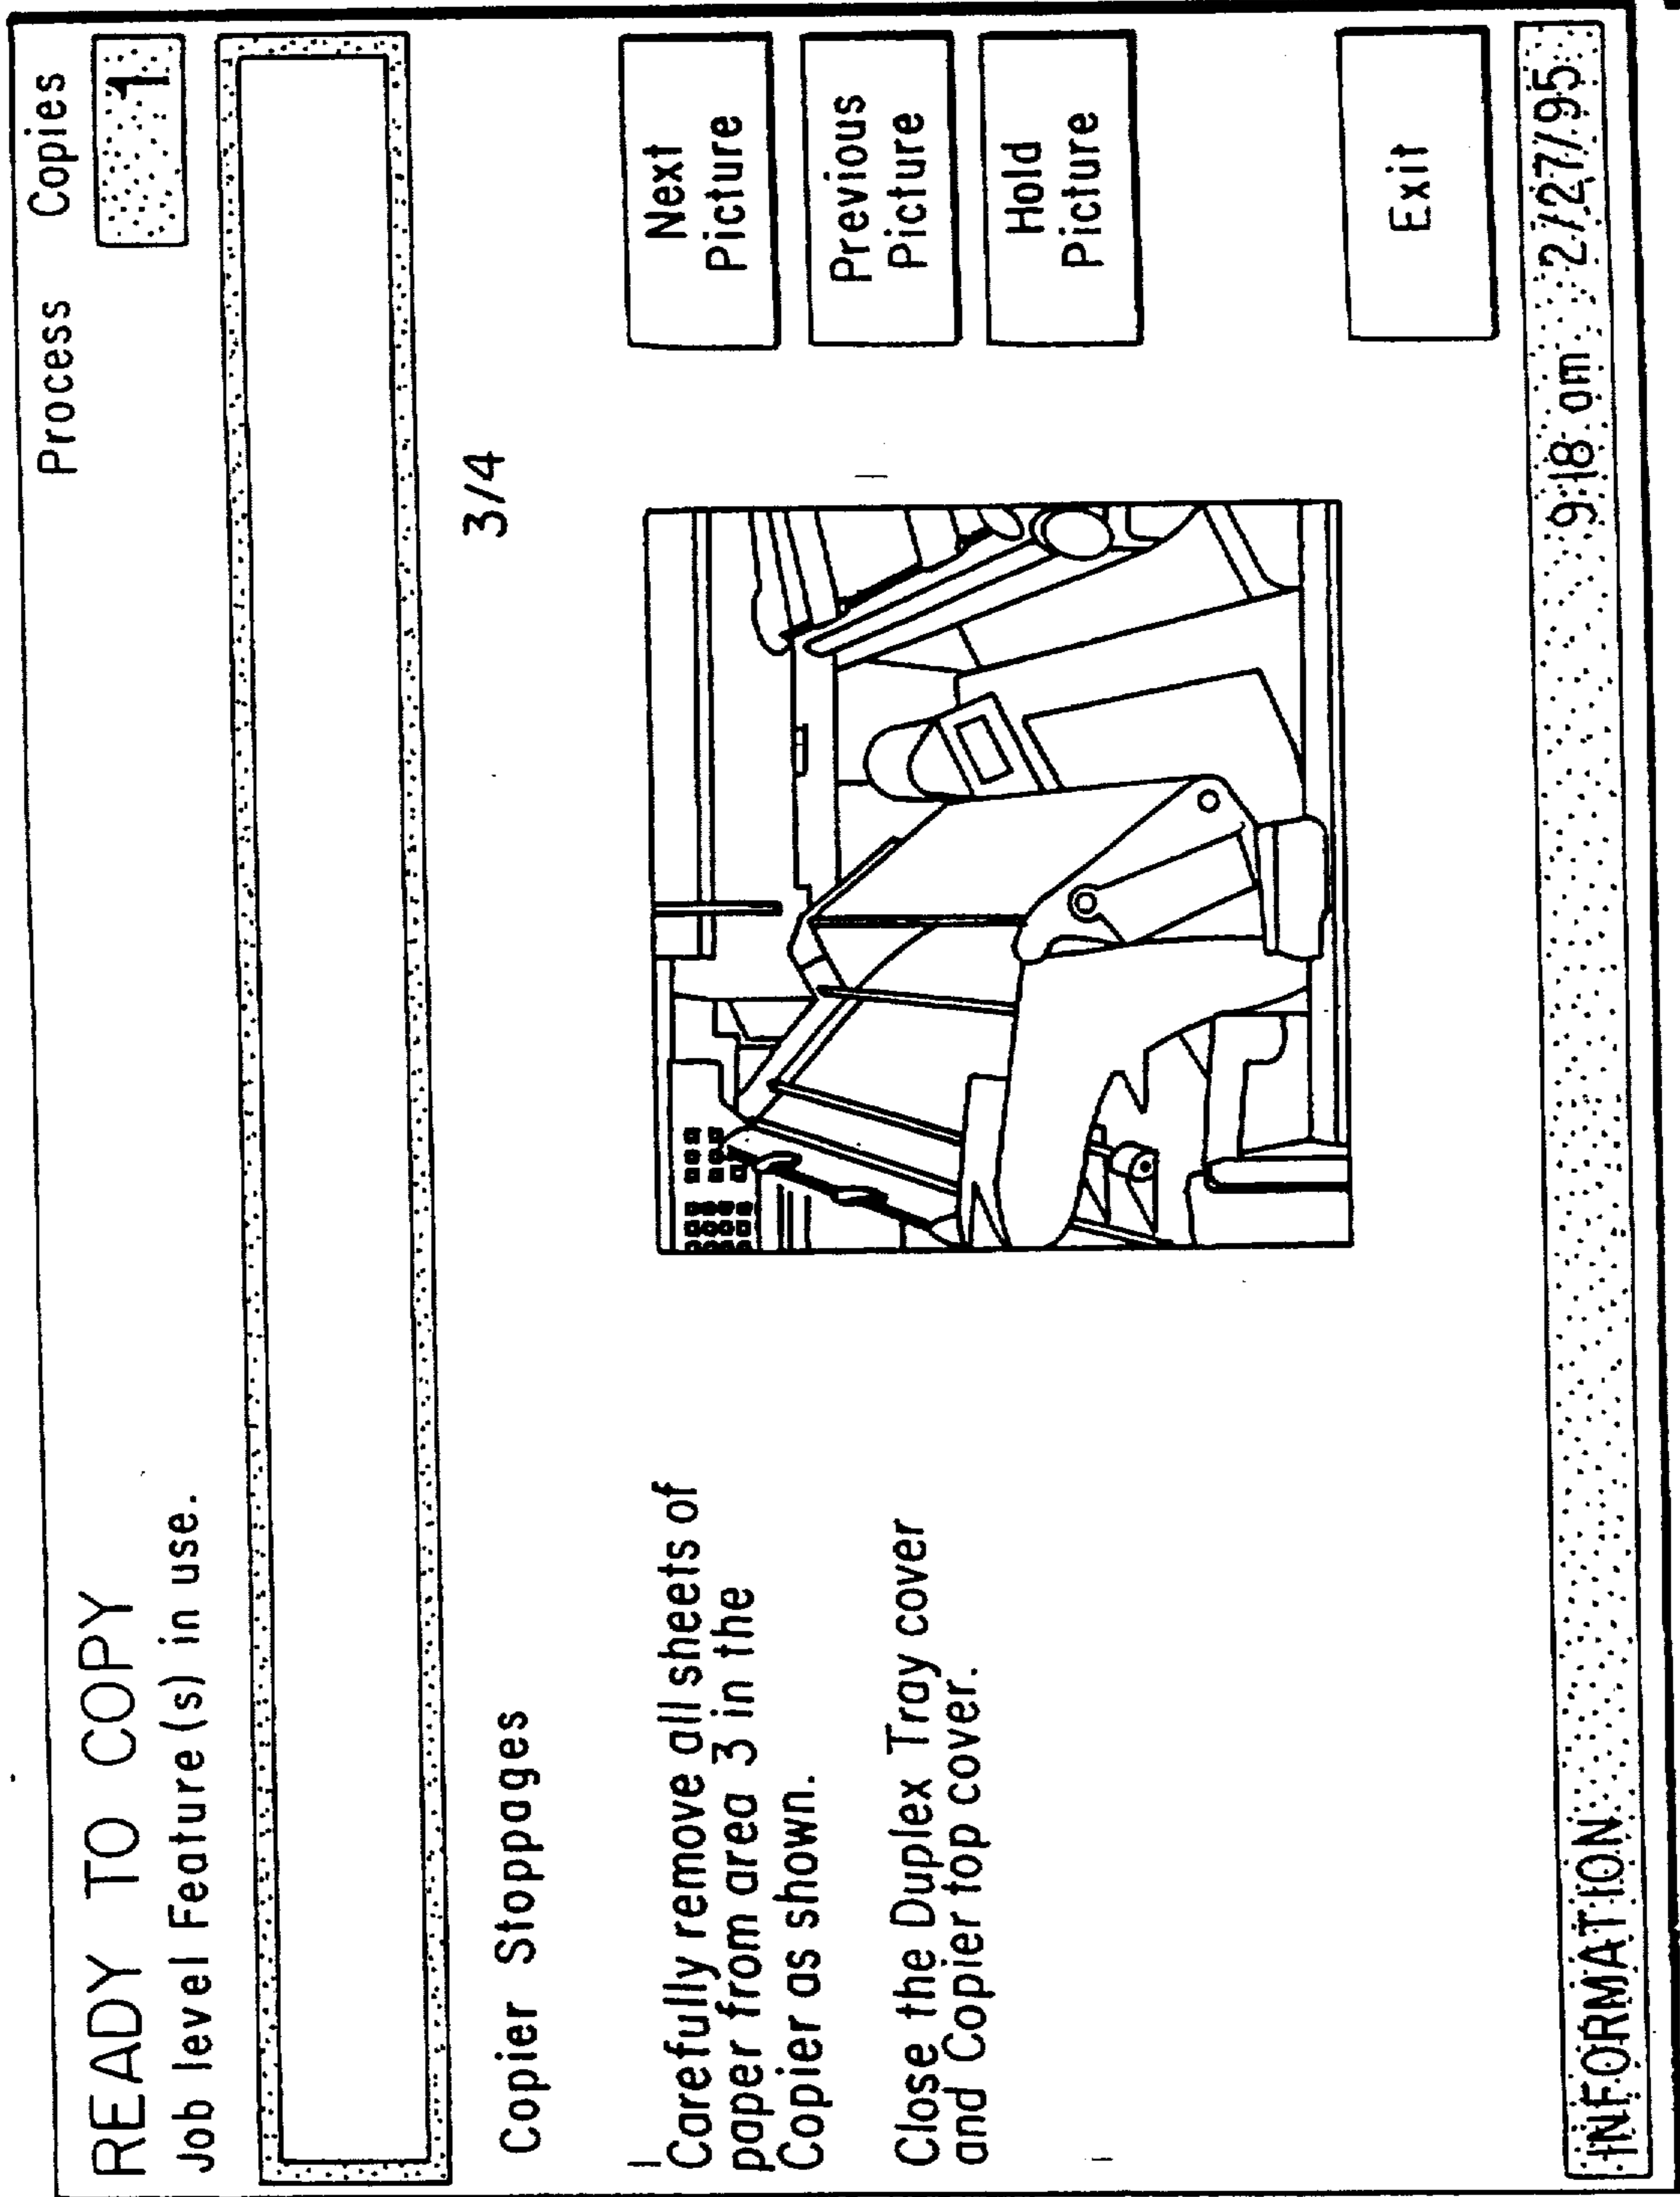 READY TO COPY
Process
Copies
Job level Feature (s) in use.
1
Copier Stoppages
3/4
Carefully remove all sheets of
paper from area 3 in the
Copier as shown.
Close the Duplex Tray cover
and Copier top cover.
Next
Picture
Previous
Picture
Hold
Picture
Exit
INFORMATION
9:18 am
2/27/95